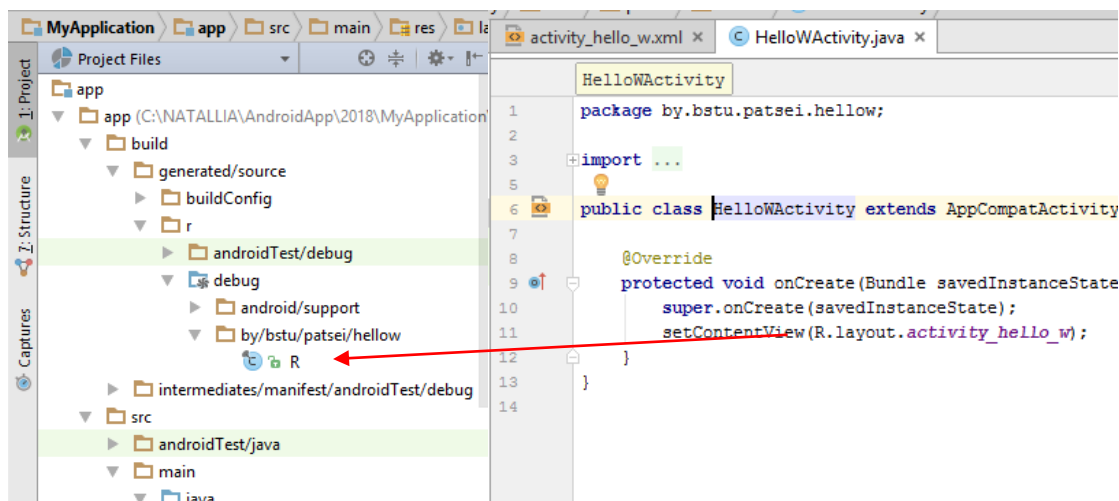 MyApplication app src main res la
Project Files
1: Project
7: Structure
Captures
app
app (C:\NATALLIA\AndroidApp\2018\MyApplication
build
generated/source
buildConfig
r
androidTest/debug
debug
android/support
by/bstu/patsei/hellow
R
intermediates/manifest/androidTest/debug
src
androidTest/java
main
java
activity_hello_w.xml × HelloWActivity.java ×
HelloWActivity
1 package by.bstu.patsei.hellow;
2
3 import ...
5
6 public class HelloWActivity extends AppCompatActivity
7
8 @Override
9 protected void onCreate(Bundle savedInstanceState
10 super.onCreate(savedInstanceState);
11 setContentView(R.layout.activity_hello_w);
12 }
13 }
14